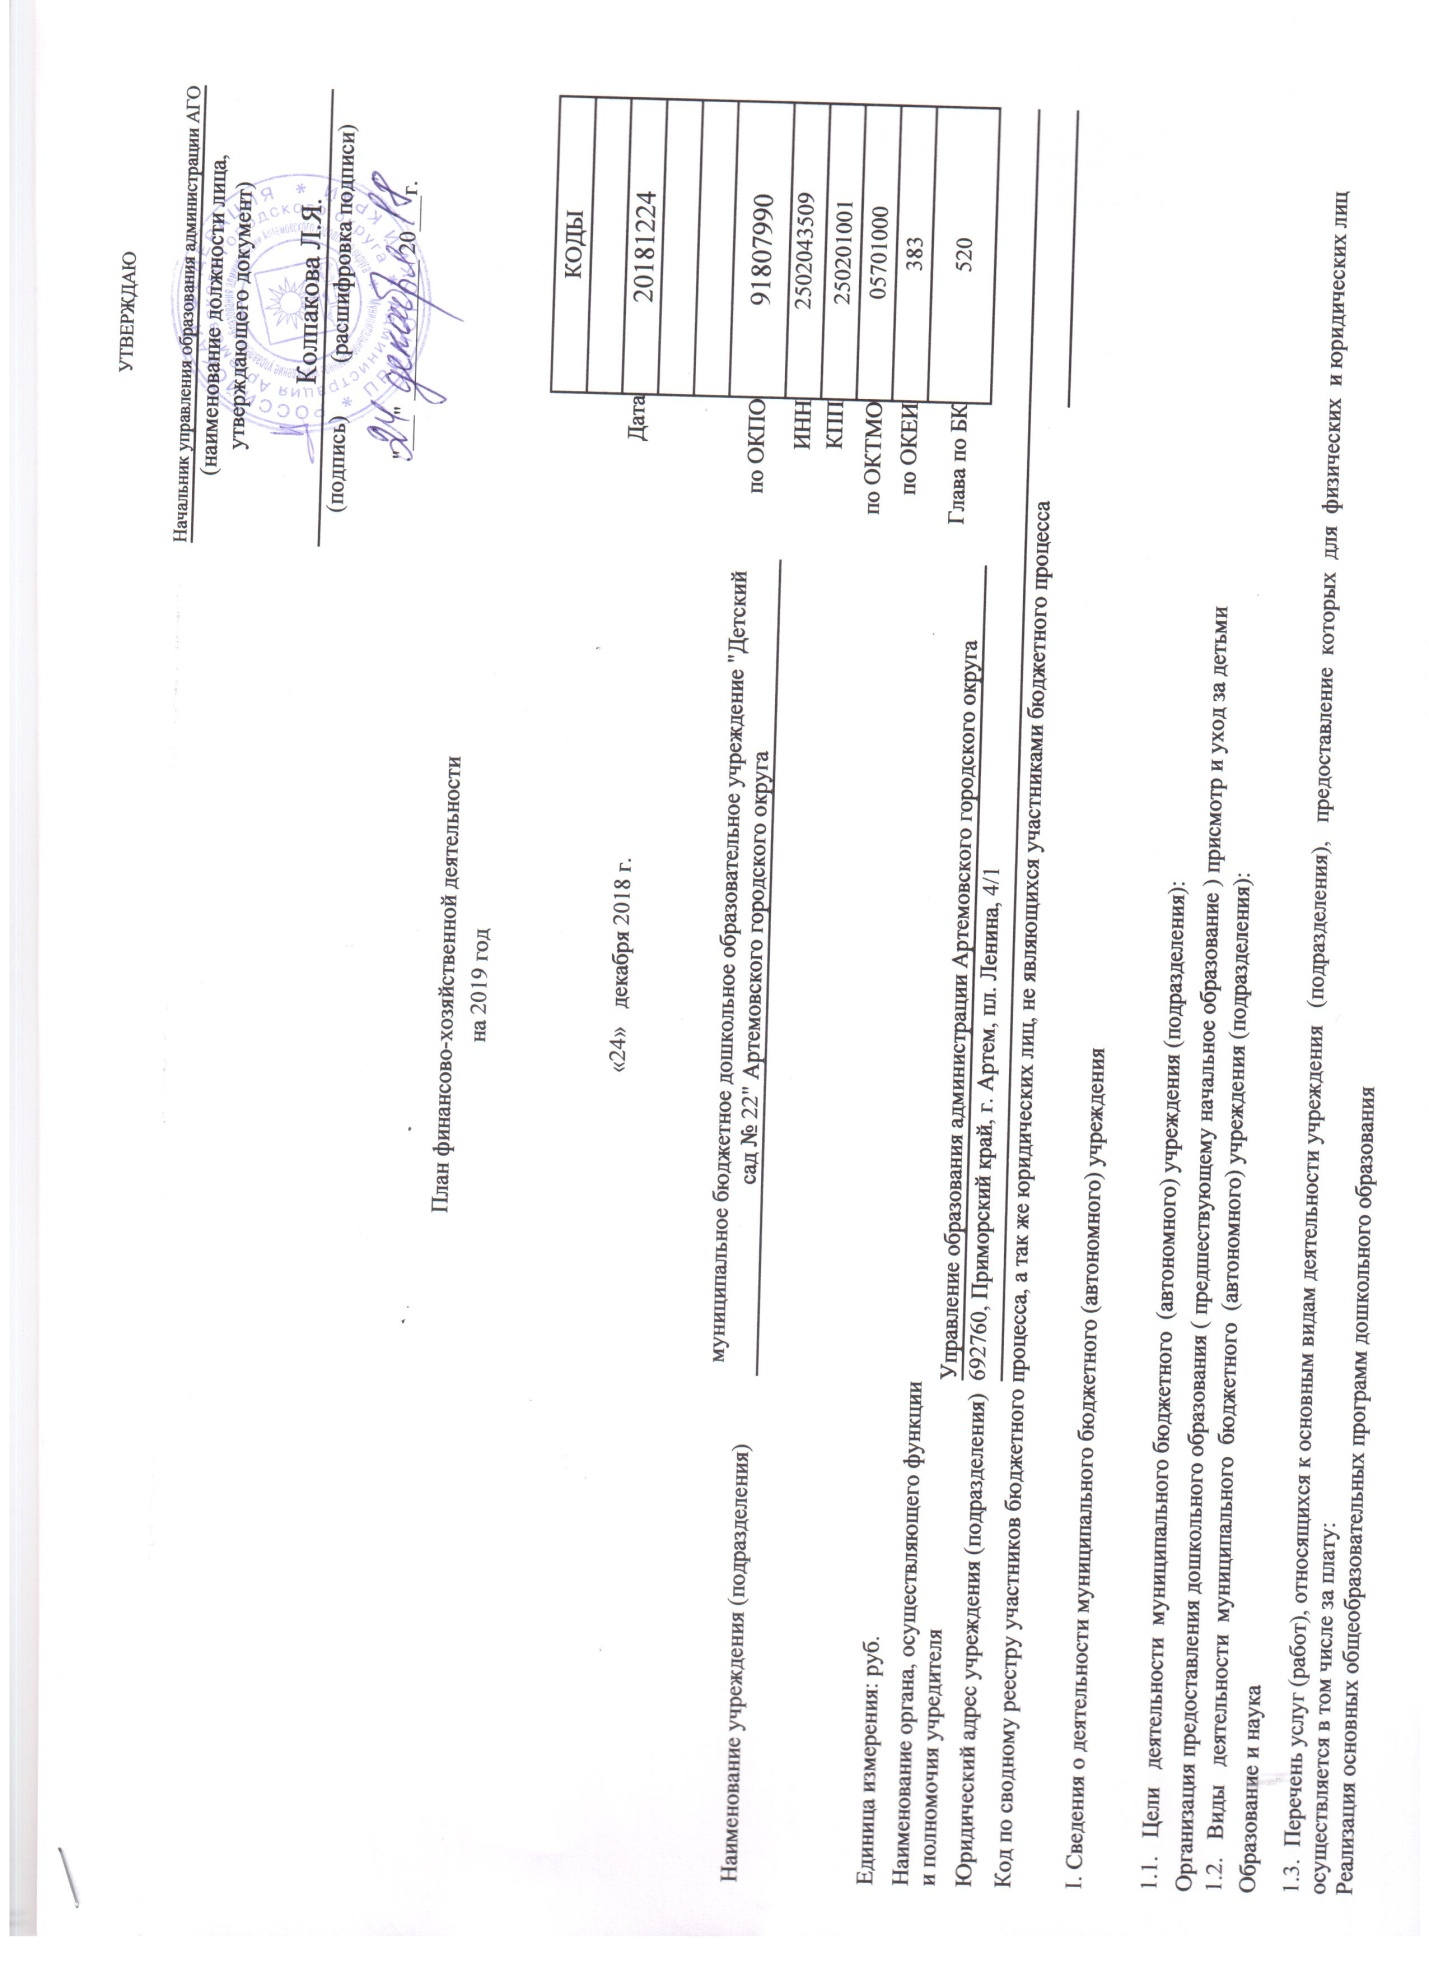 УТВЕРЖДАЮ
Начальник управления образования администрации АГО
(наименование должности лица,
утверждающего документ)
Колпакова Л.Я.
(подпись) (расшифровка подписи)
"24" декабря 2018 г.
План финансово-хозяйственной деятельности
на 2019 год
КОДЫ
«24» декабря 2018 г.
Дата 20181224
Наименование учреждения (подразделения) муниципальное бюджетное дошкольное образовательное учреждение "Детский
сад № 22" Артемовского городского округа
по ОКПО 91807990
ИНН 2502043509
КПП 250201001
по ОКТМО 05701000
Единица измерения: руб. по ОКЕИ 383
Наименование органа, осуществляющего функции
и полномочия учредителя
Управление образования администрации Артемовского городского округа
Глава по БК 520
Юридический адрес учреждения (подразделения) 692760, Приморский край, г. Артем, пл. Ленина, 4/1
Код по сводному реестру участников бюджетного процесса, а так же юридических лиц, не являющихся участниками бюджетного процесса
I. Сведения о деятельности муниципального бюджетного (автономного) учреждения
1.1. Цели деятельности муниципального бюджетного (автономного) учреждения (подразделения):
Организация предоставления дошкольного образования ( предшествующему начальное образование ) присмотр и уход за детьми
1.2. Виды деятельности муниципального бюджетного (автономного) учреждения (подразделения):
Образование и наука
1.3. Перечень услуг (работ), относящихся к основным видам деятельности учреждения (подразделения), предоставление которых для физических и юридических лиц
осуществляется в том числе за плату:
Реализация основных общеобразовательных программ дошкольного образования